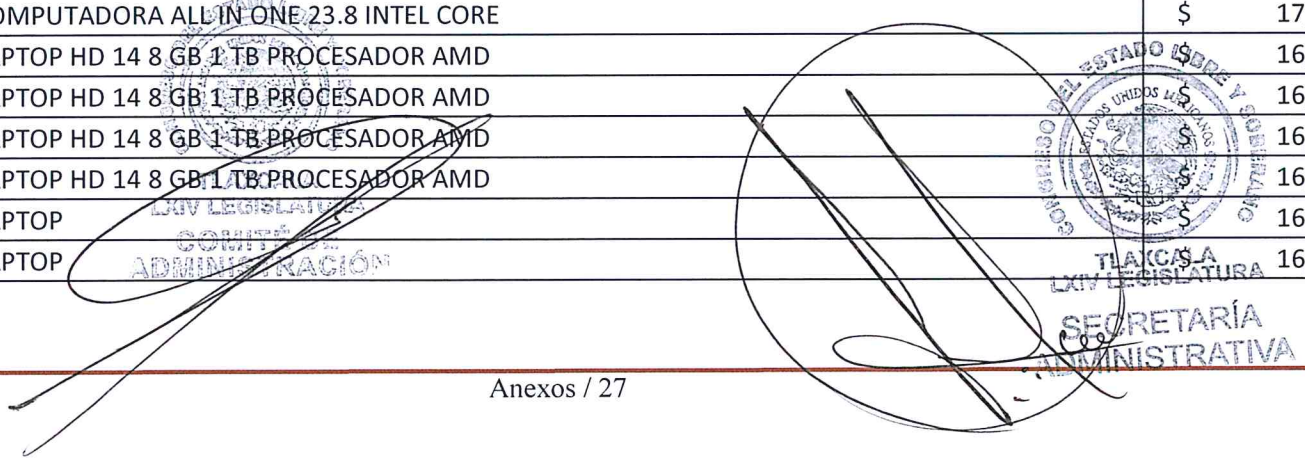 OMPUTADORA ALL IN ONE 23.8 INTEL CORE $ 17
PTOP HD 14 8 GB 1 TB PROCESADOR AMD $ 16
PTOP HD 14 8 GB 1 TB PROCESADOR AMD $ 16
PTOP HD 14 8 GB 1 TB PROCESADOR AMD $ 16
PTOP HD 14 8 GB 1 TB PROCESADOR AMD $ 16
PTOP $ 16
PTOP $ 16
TLAXCALA
LXIV LEGISLATURA
COMITÉ DE
ADMINISTRACIÓN
CONGRESO DEL ESTADO LIBRE Y SOBERANO
ESTADOS UNIDOS MEXICANOS
TLAXCALA
LXIV LEGISLATURA
SECRETARÍA
ADMINISTRATIVA
Anexos / 27